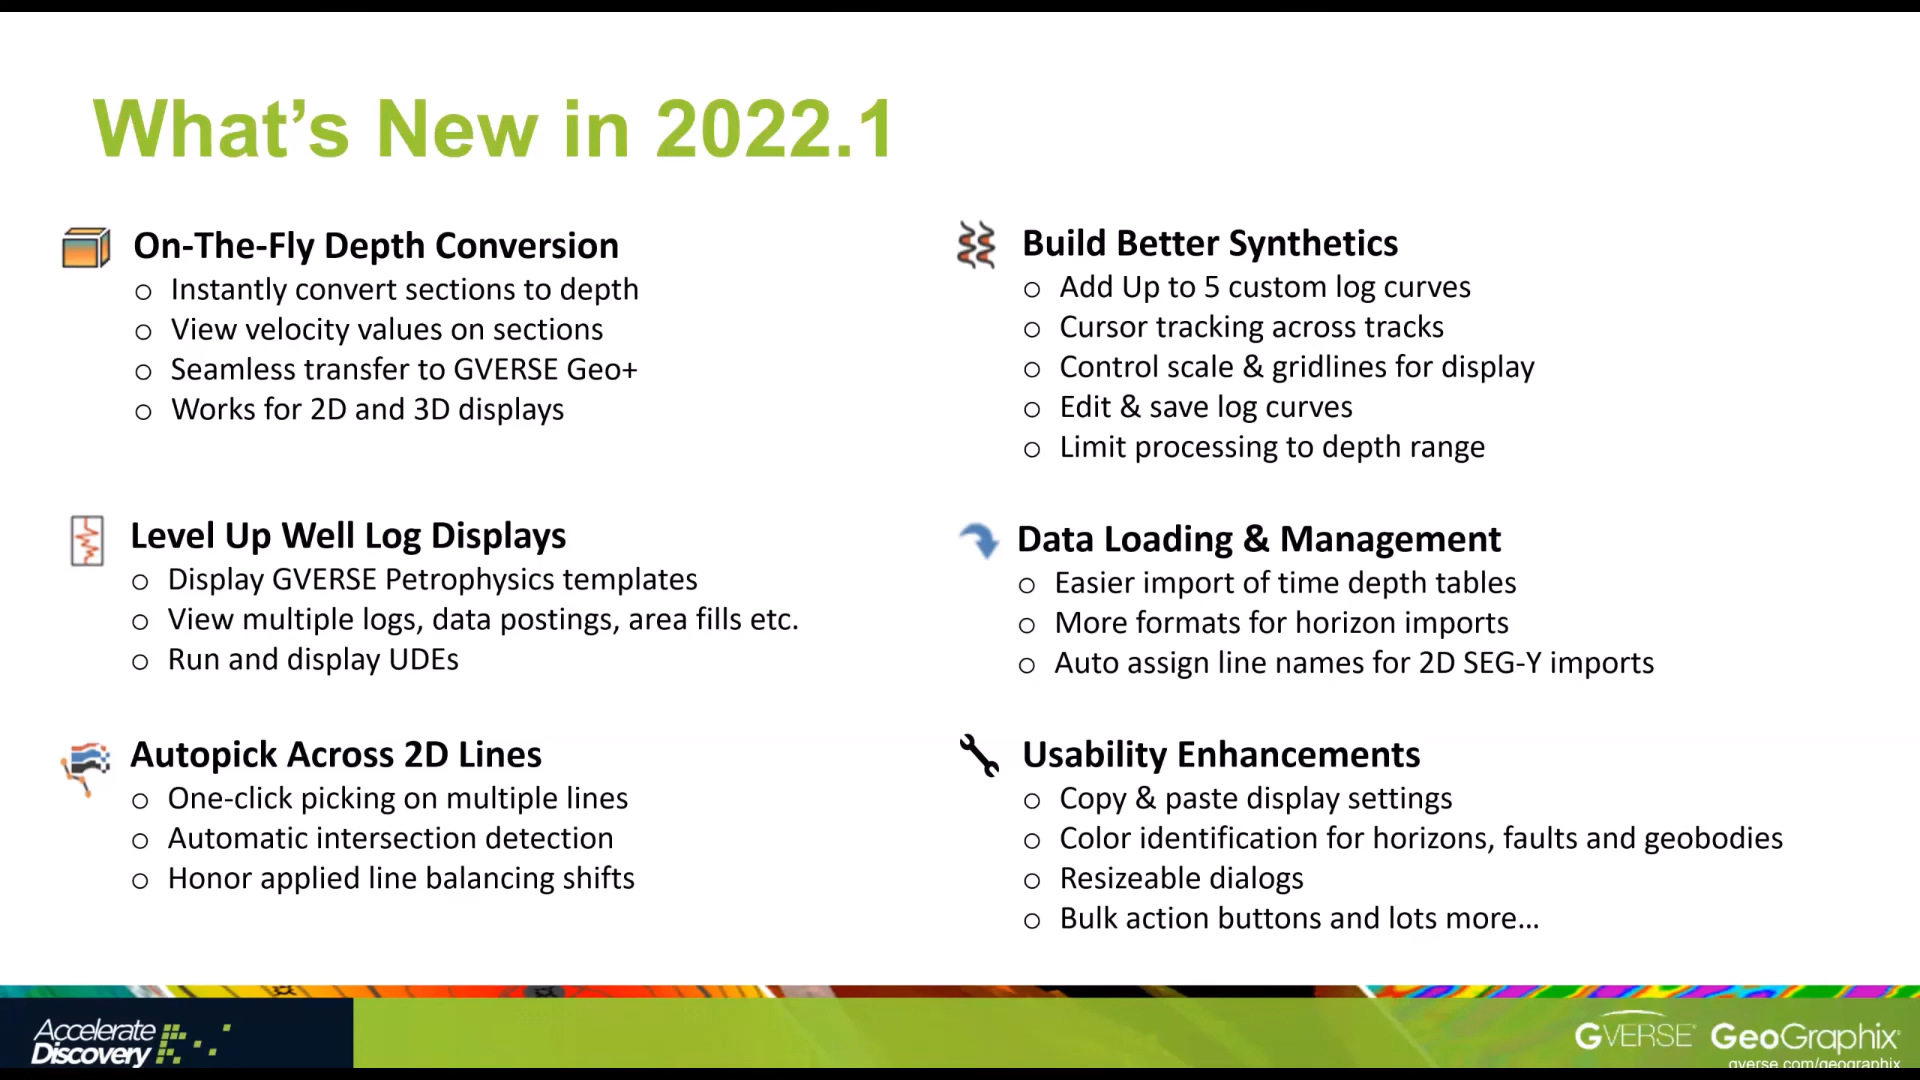 What’s New in 2022.1
On-The-Fly Depth Conversion
o Instantly convert sections to depth
o View velocity values on sections
o Seamless transfer to GVERSE Geo+
o Works for 2D and 3D displays
Build Better Synthetics
o Add Up to 5 custom log curves
o Cursor tracking across tracks
o Control scale & gridlines for display
o Edit & save log curves
o Limit processing to depth range
Level Up Well Log Displays
o Display GVERSE Petrophysics templates
o View multiple logs, data postings, area fills etc.
o Run and display UDEs
Data Loading & Management
o Easier import of time depth tables
o More formats for horizon imports
o Auto assign line names for 2D SEG-Y imports
Autopick Across 2D Lines
o One-click picking on multiple lines
o Automatic intersection detection
o Honor applied line balancing shifts
Usability Enhancements
o Copy & paste display settings
o Color identification for horizons, faults and geobodies
o Resizeable dialogs
o Bulk action buttons and lots more…
Accelerate
Discovery
GVERSE® GeoGraphix®
gverse.com/geographix